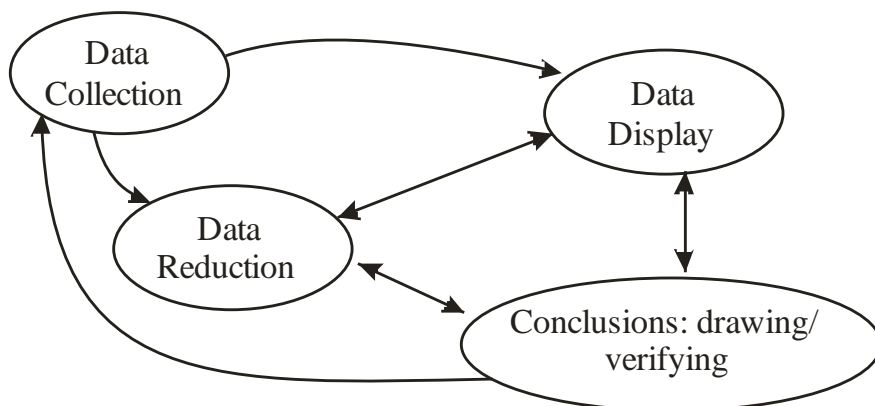 Data
Collection
Data
Display
Data
Reduction
Conclusions: drawing/
verifying